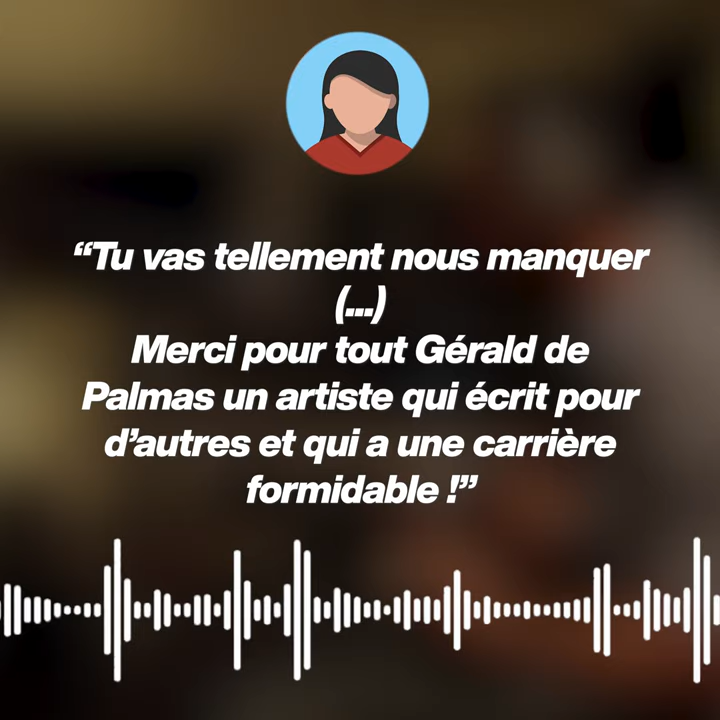 “Tu vas tellement nous manquer
(...)
Merci pour tout Gérald de
Palmas un artiste qui écrit pour
d’autres et qui a une carrière
formidable !”